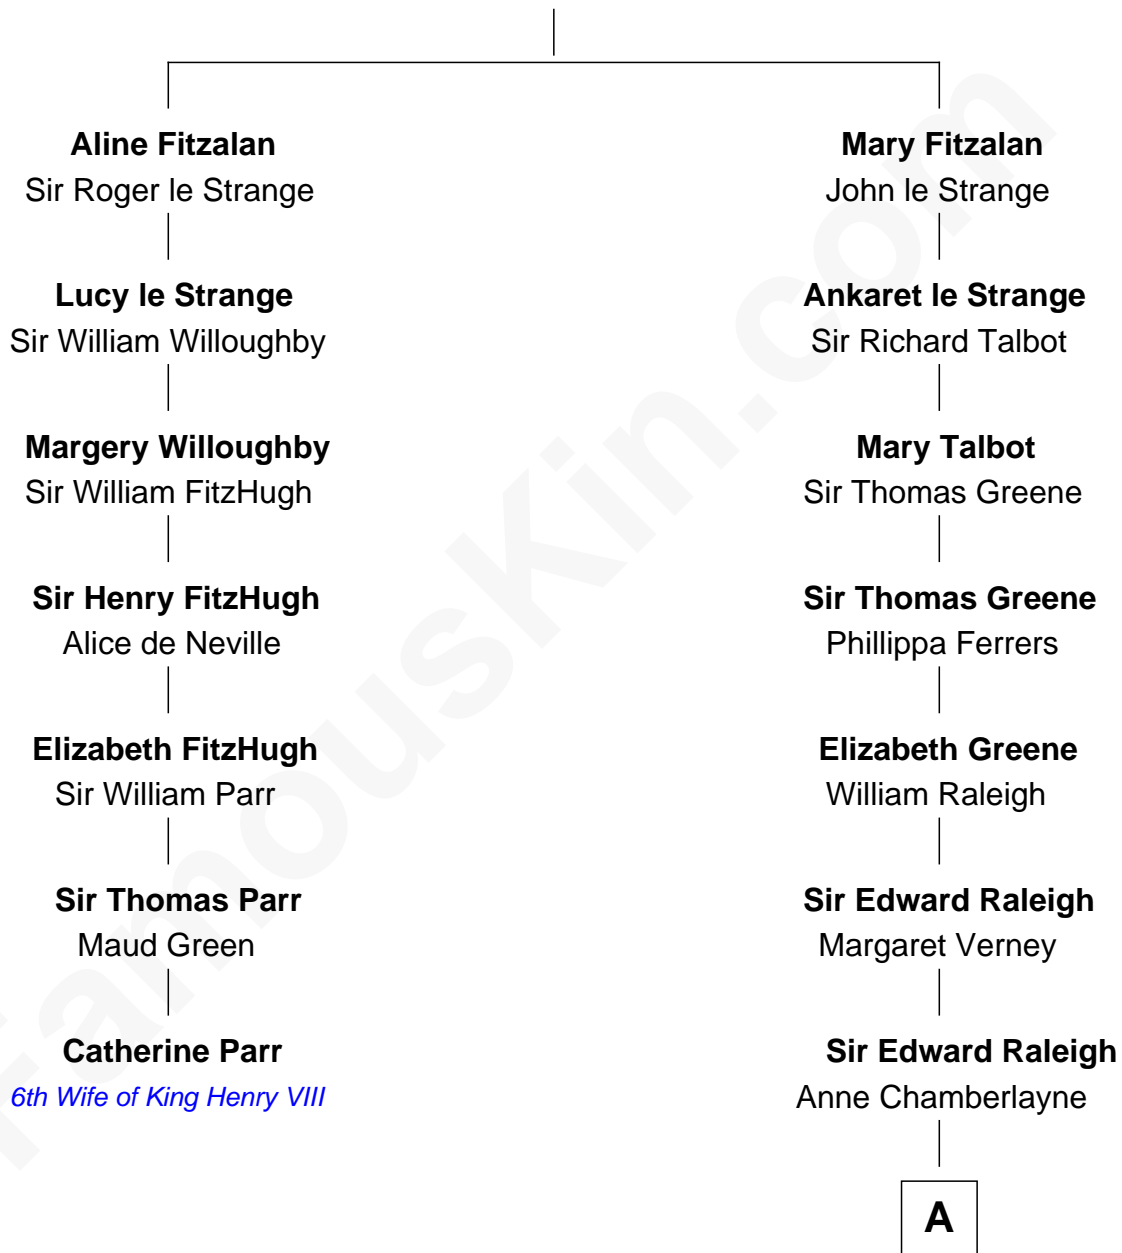 Aline Fitzalan
Sir Roger le Strange
Lucy le Strange
Sir William Willoughby
Margery Willoughby
Sir William FitzHugh
Sir Henry FitzHugh
Alice de Neville
Elizabeth FitzHugh
Sir William Parr
Sir Thomas Parr
Maud Green
Catherine Parr
6th Wife of King Henry VIII
Mary Fitzalan
John le Strange
Ankaret le Strange
Sir Richard Talbot
Mary Talbot
Sir Thomas Greene
Sir Thomas Greene
Phillippa Ferrers
Elizabeth Greene
William Raleigh
Sir Edward Raleigh
Margaret Verney
Sir Edward Raleigh
Anne Chamberlayne
A
FamousKin.com